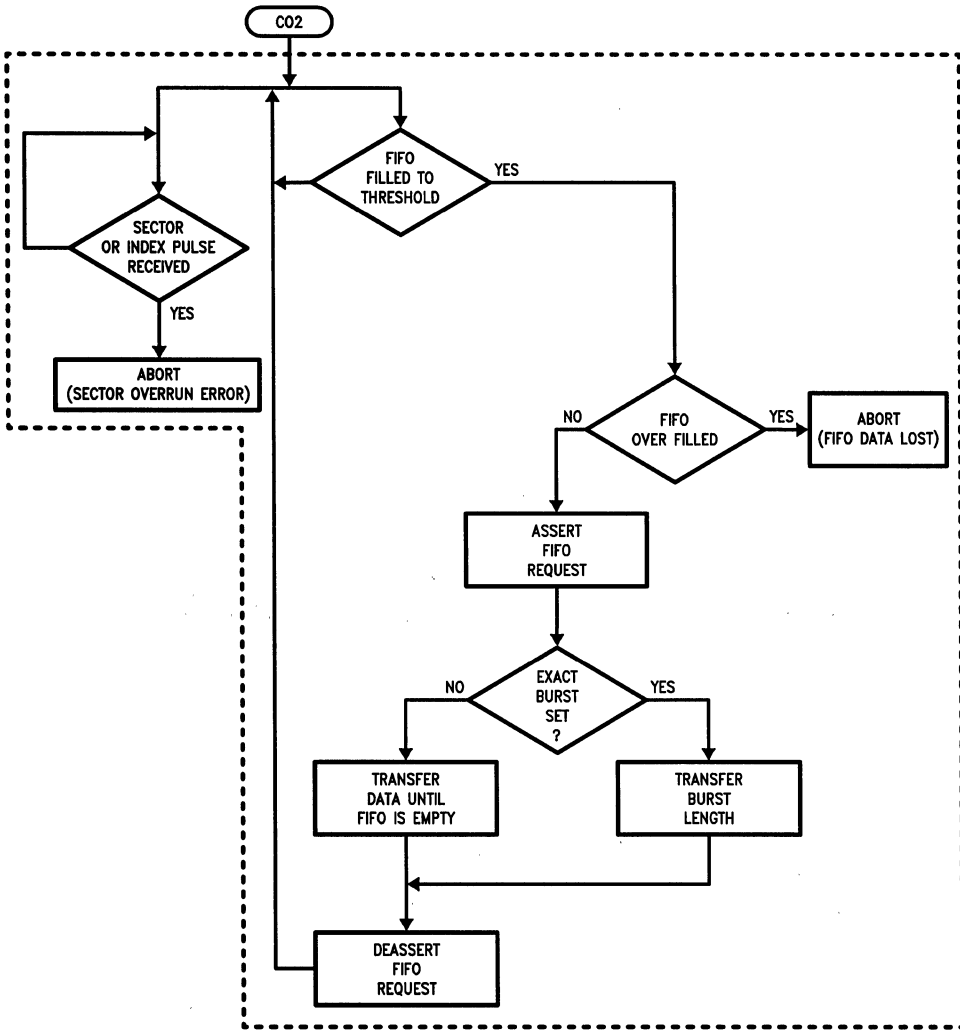 CO2
FIFO
FILLED TO
THRESHOLD
YES
SECTOR
OR INDEX PULSE
RECEIVED
YES
ABORT
(SECTOR OVERRUN ERROR)
FIFO
OVER FILLED
NO
YES
ABORT
(FIFO DATA LOST)
ASSERT
FIFO
REQUEST
EXACT
BURST
SET
?
NO
YES
TRANSFER
DATA UNTIL
FIFO IS EMPTY
TRANSFER
BURST
LENGTH
DEASSERT
FIFO
REQUEST